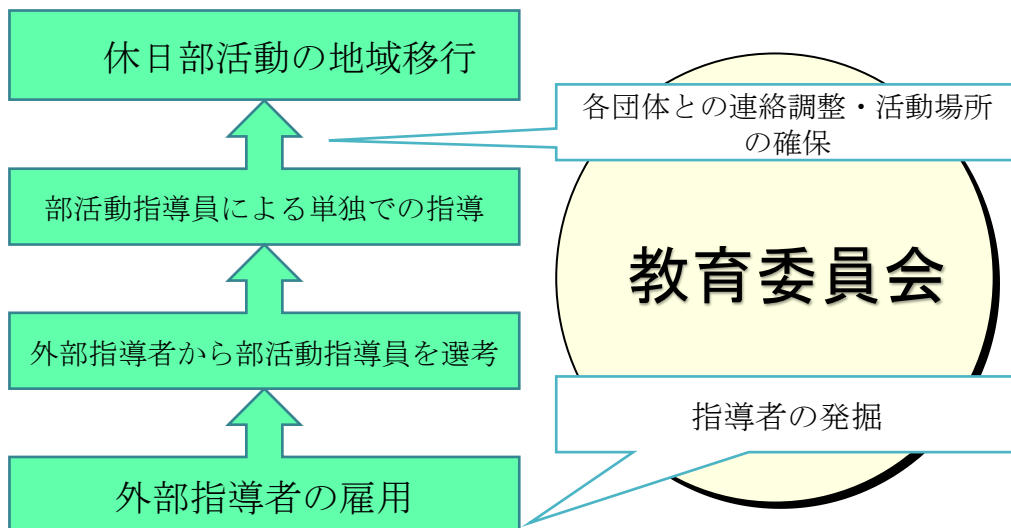 休日部活動の地域移行
各団体との連絡調整・活動場所
の確保
部活動指導員による単独での指導
教育委員会
外部指導者から部活動指導員を選考
指導者の発掘
外部指導者の雇用